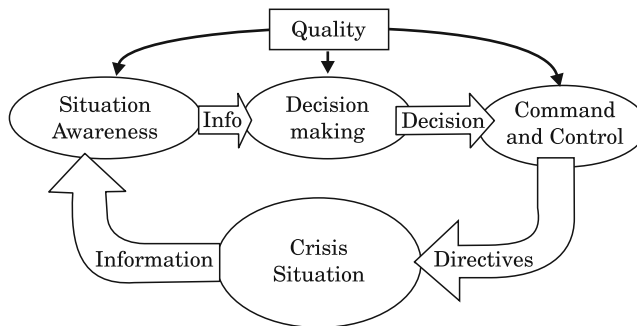 Quality
Situation
Awareness
Info
Decision
making
Decision
Command
and Control
Information
Crisis
Situation
Directives